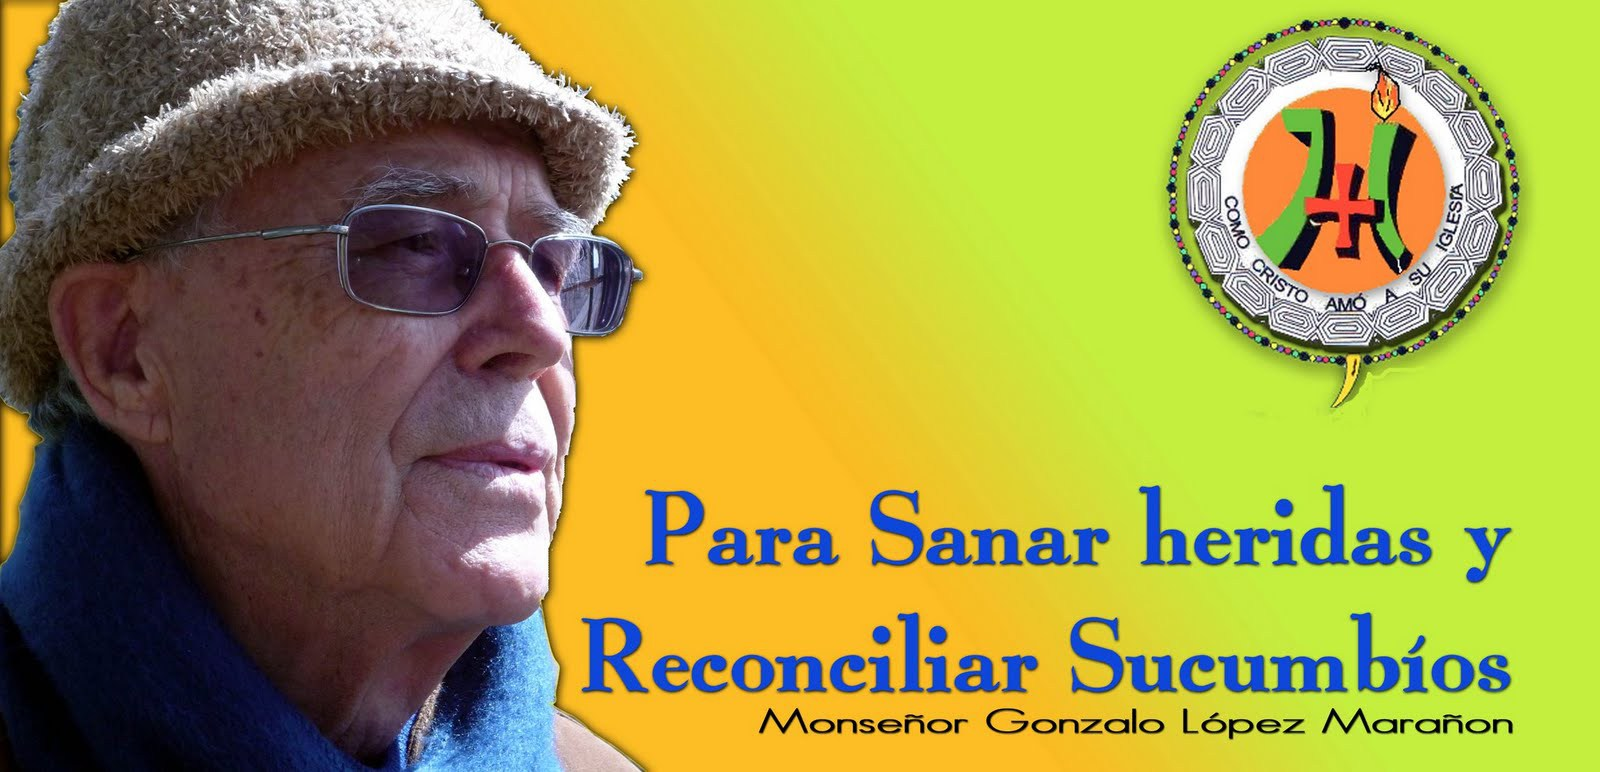 COMO CRISTO AMÓ A SU IGLESIA
Para Sanar heridas y
Reconciliar Sucumbíos
Monseñor Gonzalo López Marañon